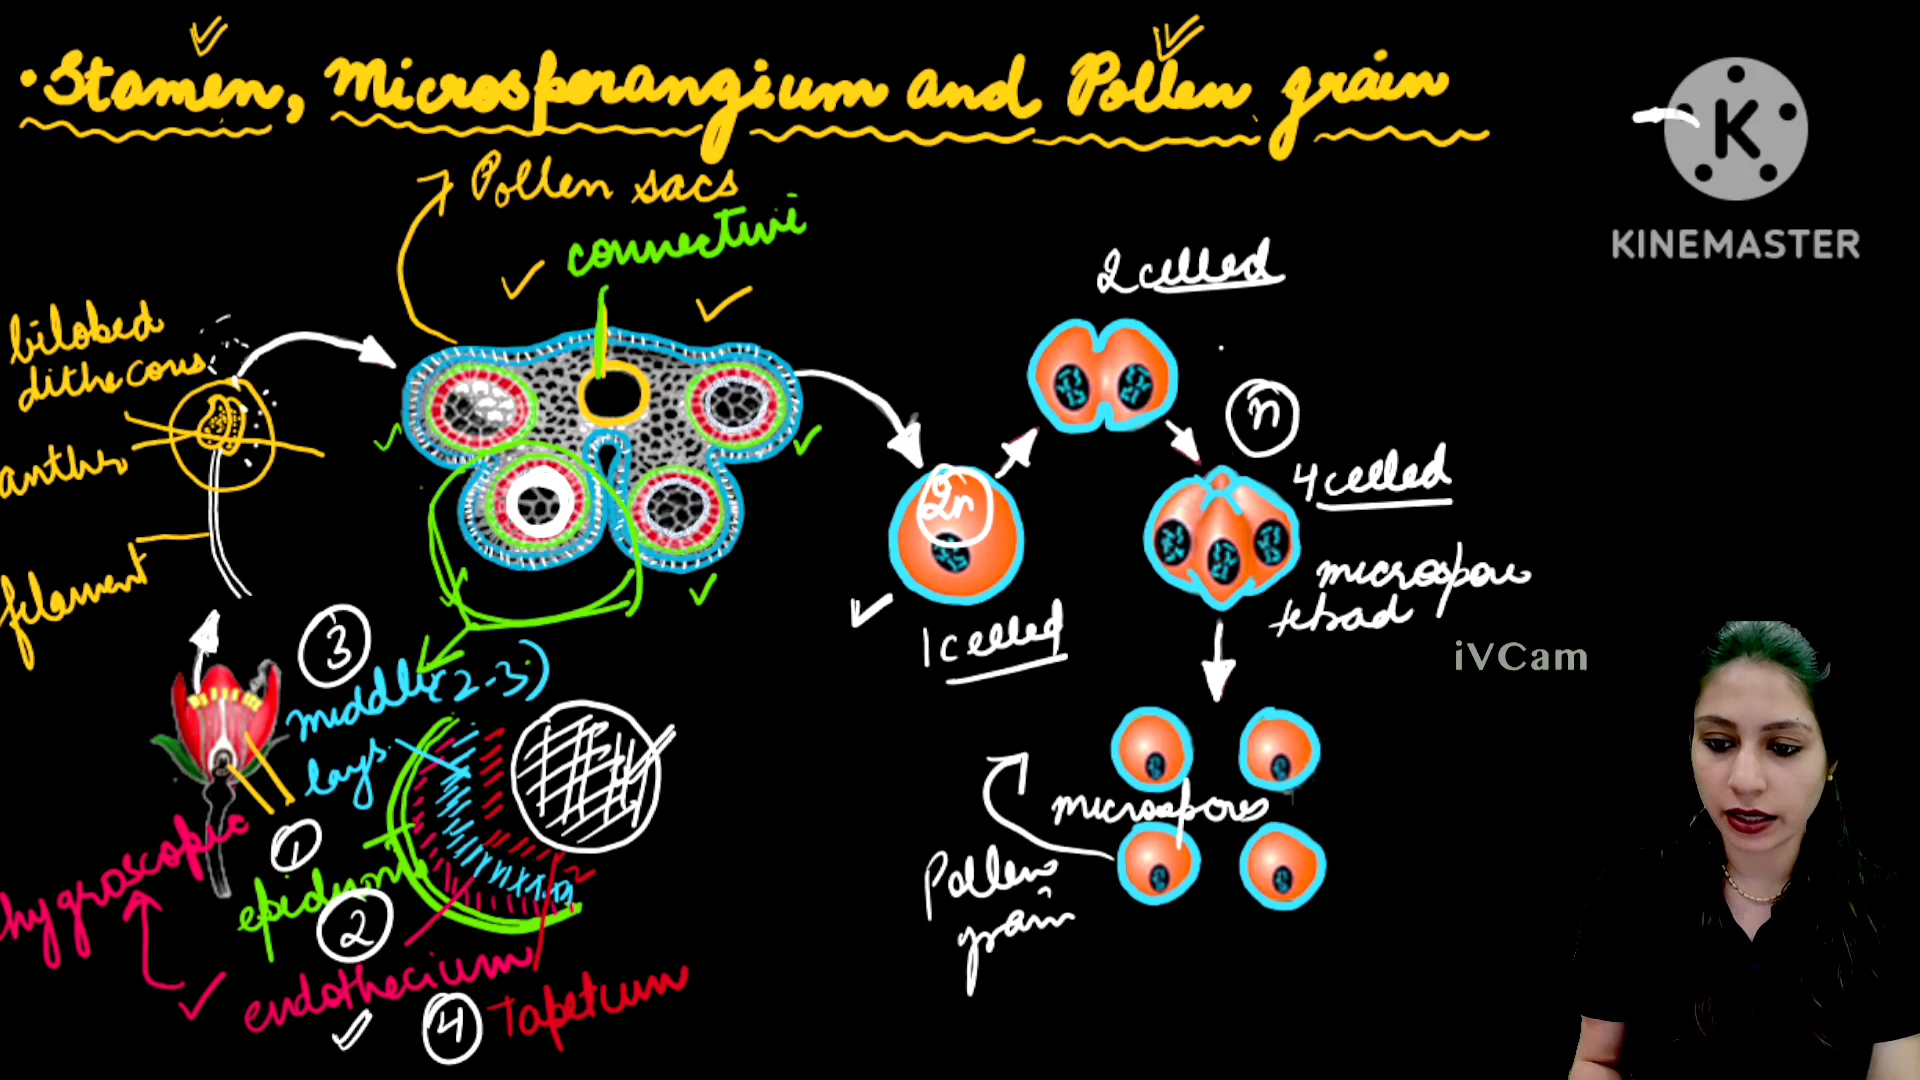 • Stamen, Microsporangium and Pollen grain
K
KINEMASTER
Pollen sacs
connective
2 celled
bilobed
dithecous
n
anther
2n
4 celled
filament
microspore
tetrad
1 celled
iVCam
3
middle (2-3)
layers
microspores
hygroscopic
1
epidermis
Pollen
grain
2
endothecium
4
Tapetum